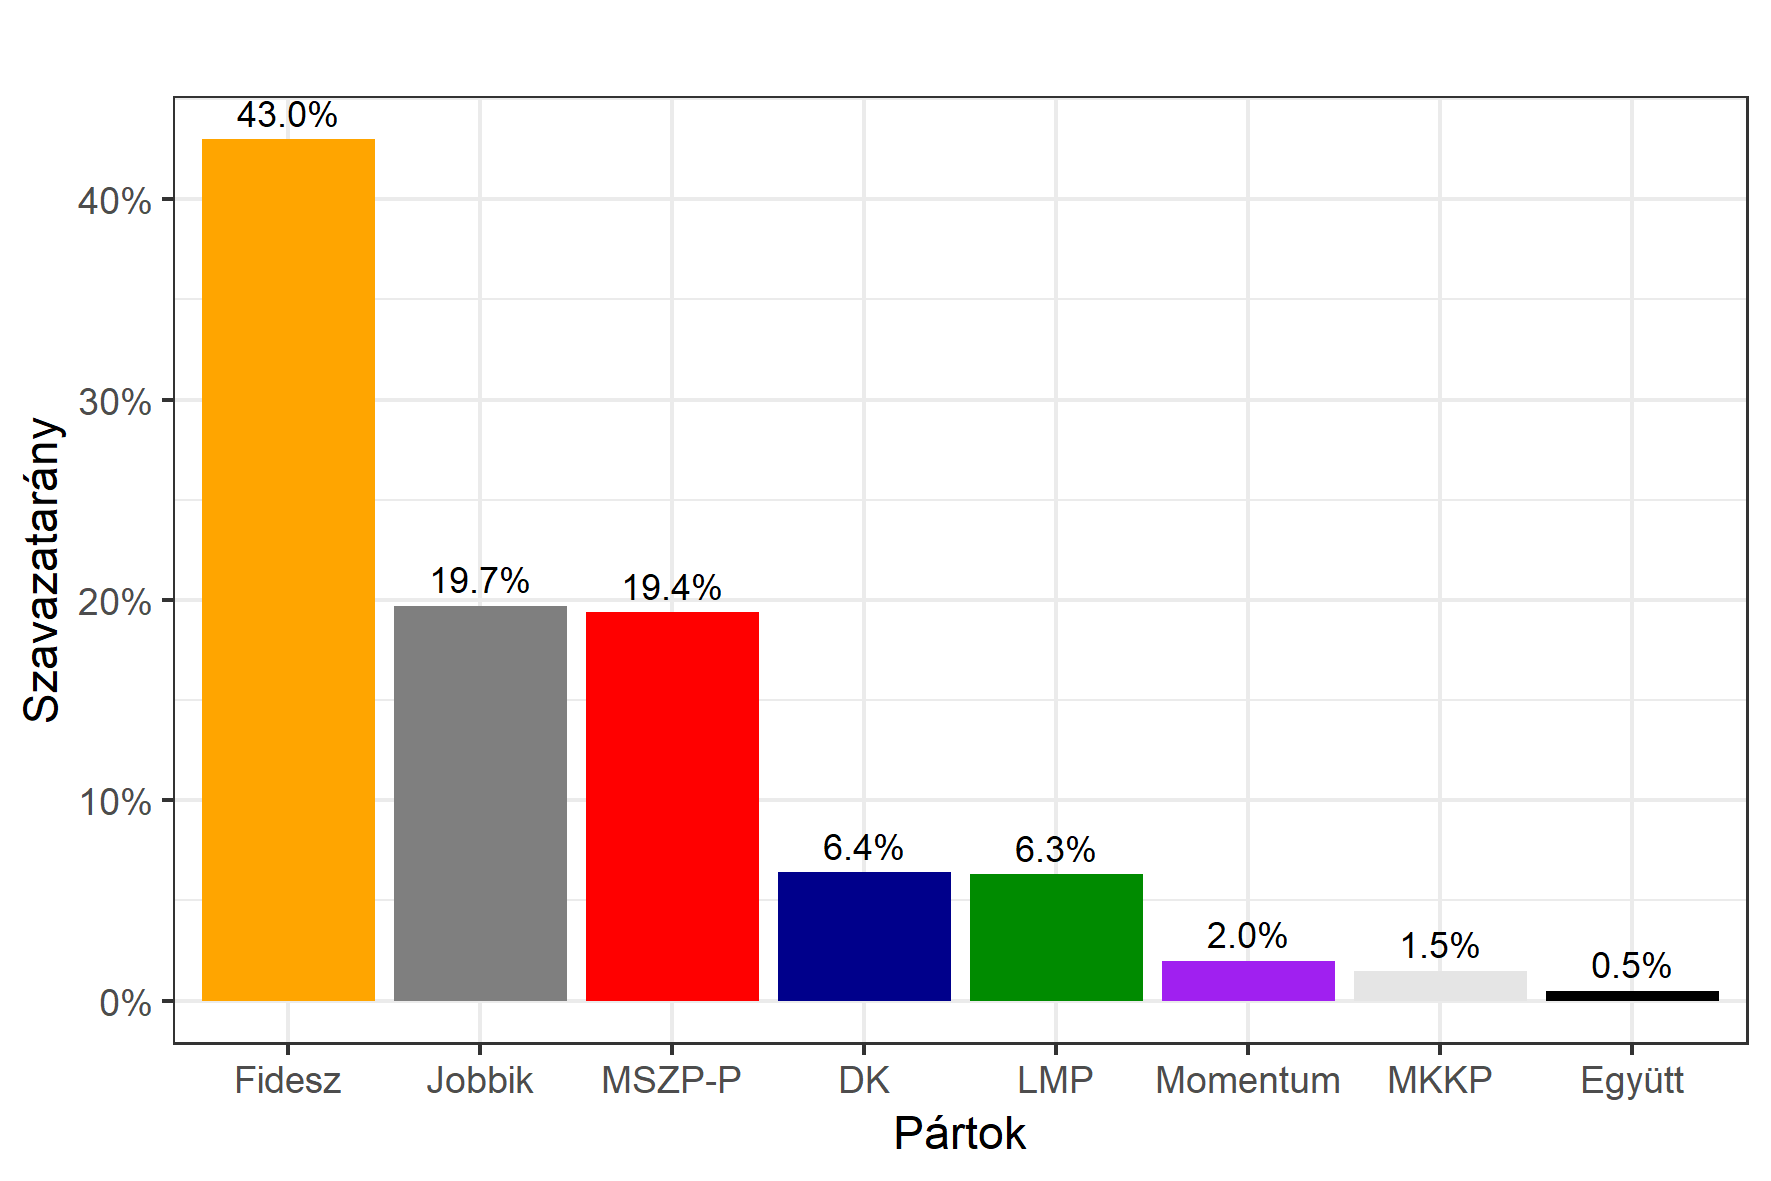 43.0%
40%
30%
19.7%
19.4%
20%
10%
6.4%
6.3%
2.0%
1.5%
0.5%
0%
Szavazatarány
Fidesz
Jobbik
MSZP-P
DK
LMP
Momentum
MKKP
Együtt
Pártok